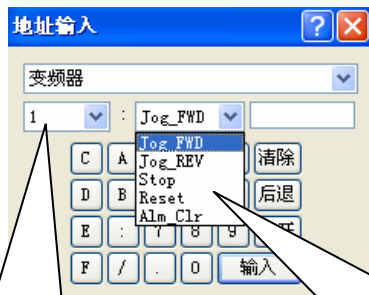 地址输入
变频器
1 : Jog_FWD
Jog_FWD
C A Jog_REV 清除
Stop
D B Reset 后退
Alm_Clr
E : 7 8 9
F / . 0 输入